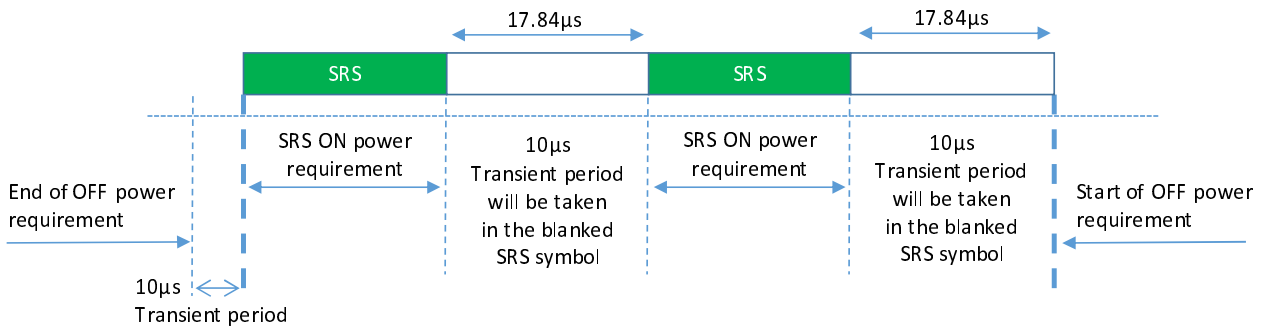 17.84µs
17.84µs
SRS
SRS
SRS ON power
requirement
10µs
Transient period
will be taken
in the blanked
SRS symbol
SRS ON power
requirement
10µs
Transient period
will be taken
in the blanked
SRS symbol
End of OFF power
requirement
Start of OFF power
requirement
10µs
Transient period